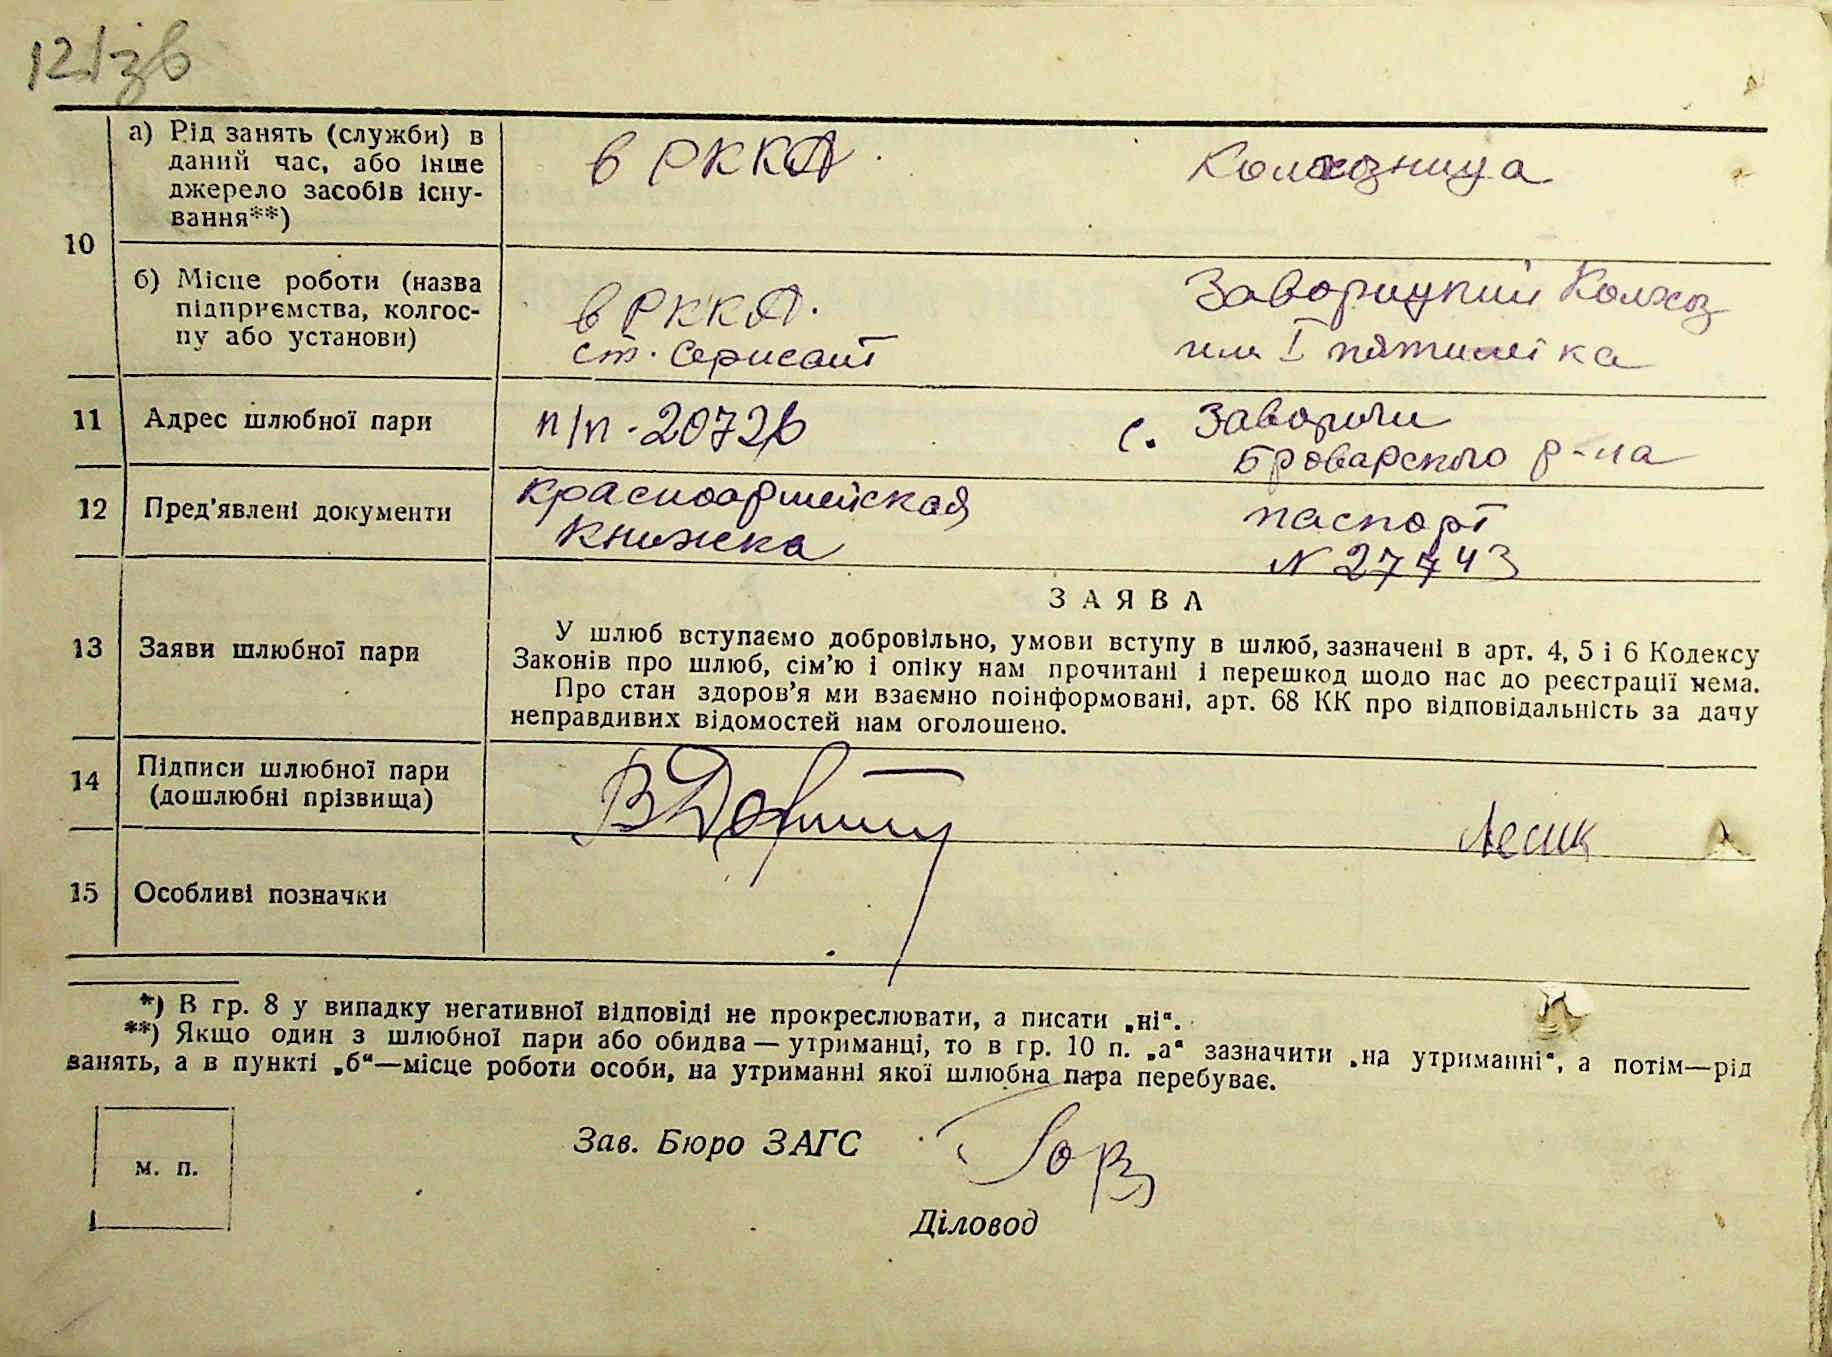 12/зв
10
а) Рід занять (служби) в
даний час, або інше
джерело засобів існу-
вання**)
в РККА
Колхозница
б) Місце роботи (назва
підприємства, колгос-
пу або установи)
в РККА.
ст. сержант
Заворицкий Колхоз
им I пятилетка
11
Адрес шлюбної пари
п/п - 20726
с. Заворичи
Броварского р-на
12
Пред'явлені документи
красноармейская
книжка
паспорт
N 27743
13
Заяви шлюбної пари
ЗАЯВА
У шлюб вступаємо добровільно, умови вступу в шлюб, зазначені в арт. 4, 5 і 6 Кодексу
Законів про шлюб, сім'ю і опіку нам прочитані і перешкод щодо нас до реєстрації нема.
Про стан здоров'я ми взаємно поінформовані, арт. 68 КК про відповідальність за дачу
неправдивих відомостей нам оголошено.
14
Підписи шлюбної пари
(дошлюбні прізвища)
Лесик
15
Особливі позначки
*) В гр. 8 у випадку негативної відповіді не прокреслювати, а писати „ні“.
**) Якщо один з шлюбної пари або обидва — утриманці, то в гр. 10 п. „а“ зазначити „на утриманні“, а потім—рід
занять, а в пункті „б“—місце роботи особи, на утриманні якої шлюбна пара перебуває.
м. п.
Зав. Бюро ЗАГС
Діловод